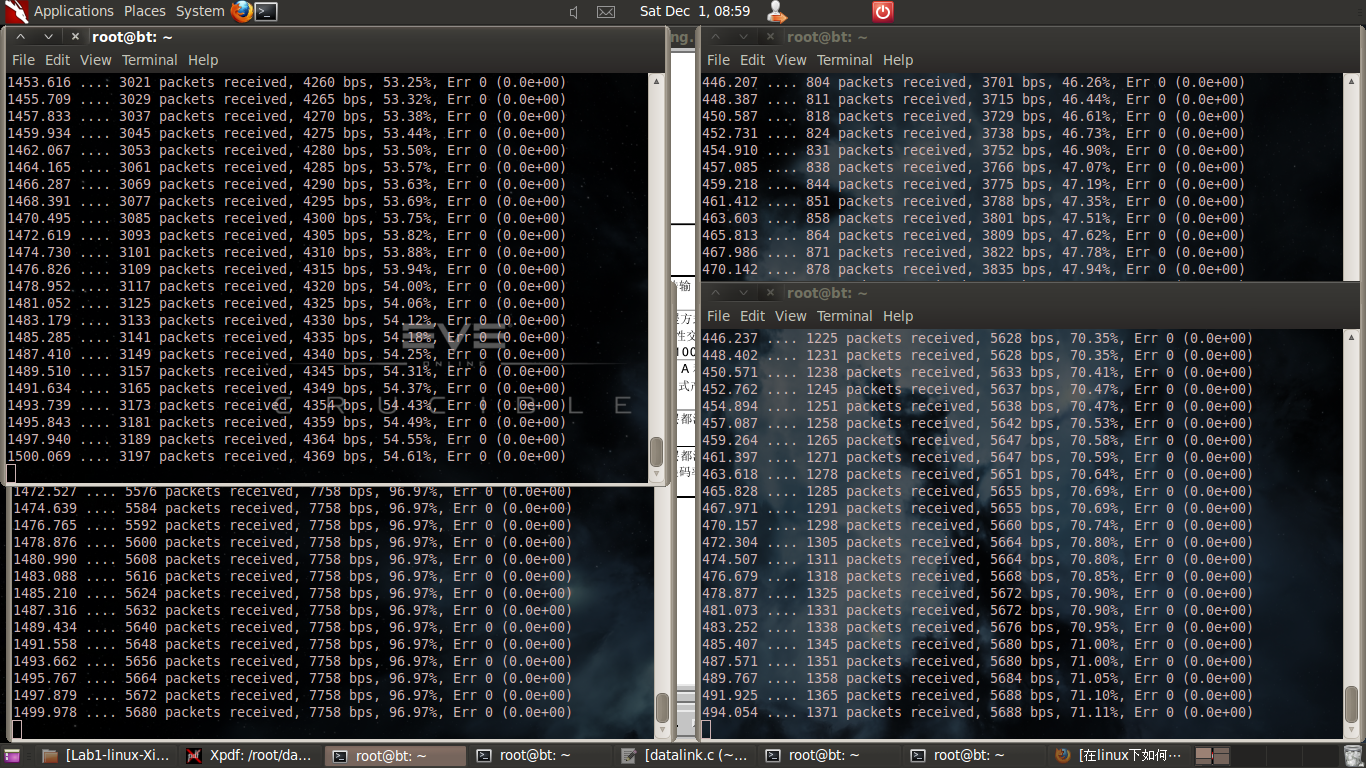 Applications Places System
Sat Dec 1, 08:59
root@bt: ~
File Edit View Terminal Help
1453.616 ...: 3021 packets received, 4260 bps, 53.25%, Err 0 (0.0e+00)
1455.709 .... 3029 packets received, 4265 bps, 53.32%, Err 0 (0.0e+00)
1457.833 .... 3037 packets received, 4270 bps, 53.38%, Err 0 (0.0e+00)
1459.934 .... 3045 packets received, 4275 bps, 53.44%, Err 0 (0.0e+00)
1462.067 .... 3053 packets received, 4280 bps, 53.50%, Err 0 (0.0e+00)
1464.165 .... 3061 packets received, 4285 bps, 53.57%, Err 0 (0.0e+00)
1466.287 .... 3069 packets received, 4290 bps, 53.63%, Err 0 (0.0e+00)
1468.391 .... 3077 packets received, 4295 bps, 53.69%, Err 0 (0.0e+00)
1470.495 .... 3085 packets received, 4300 bps, 53.75%, Err 0 (0.0e+00)
1472.619 .... 3093 packets received, 4305 bps, 53.82%, Err 0 (0.0e+00)
1474.730 .... 3101 packets received, 4310 bps, 53.88%, Err 0 (0.0e+00)
1476.826 .... 3109 packets received, 4315 bps, 53.94%, Err 0 (0.0e+00)
1478.952 .... 3117 packets received, 4320 bps, 54.00%, Err 0 (0.0e+00)
1481.052 .... 3125 packets received, 4325 bps, 54.06%, Err 0 (0.0e+00)
1483.179 .... 3133 packets received, 4330 bps, 54.12%, Err 0 (0.0e+00)
1485.285 .... 3141 packets received, 4335 bps, 54.18%, Err 0 (0.0e+00)
1487.410 .... 3149 packets received, 4340 bps, 54.25%, Err 0 (0.0e+00)
1489.510 .... 3157 packets received, 4345 bps, 54.31%, Err 0 (0.0e+00)
1491.634 .... 3165 packets received, 4349 bps, 54.37%, Err 0 (0.0e+00)
1493.739 .... 3173 packets received, 4354 bps, 54.43%, Err 0 (0.0e+00)
1495.843 .... 3181 packets received, 4359 bps, 54.49%, Err 0 (0.0e+00)
1497.940 .... 3189 packets received, 4364 bps, 54.55%, Err 0 (0.0e+00)
1500.069 .... 3197 packets received, 4369 bps, 54.61%, Err 0 (0.0e+00)
EVE
ONLINE
CRUCIBLE
1472.527 .... 5576 packets received, 7758 bps, 96.97%, Err 0 (0.0e+00)
1474.639 .... 5584 packets received, 7758 bps, 96.97%, Err 0 (0.0e+00)
1476.765 .... 5592 packets received, 7758 bps, 96.97%, Err 0 (0.0e+00)
1478.876 .... 5600 packets received, 7758 bps, 96.97%, Err 0 (0.0e+00)
1480.990 .... 5608 packets received, 7758 bps, 96.97%, Err 0 (0.0e+00)
1483.088 .... 5616 packets received, 7758 bps, 96.97%, Err 0 (0.0e+00)
1485.210 .... 5624 packets received, 7758 bps, 96.97%, Err 0 (0.0e+00)
1487.316 .... 5632 packets received, 7758 bps, 96.97%, Err 0 (0.0e+00)
1489.434 .... 5640 packets received, 7758 bps, 96.97%, Err 0 (0.0e+00)
1491.558 .... 5648 packets received, 7758 bps, 96.97%, Err 0 (0.0e+00)
1493.662 .... 5656 packets received, 7758 bps, 96.97%, Err 0 (0.0e+00)
1495.767 .... 5664 packets received, 7758 bps, 96.97%, Err 0 (0.0e+00)
1497.879 .... 5672 packets received, 7758 bps, 96.97%, Err 0 (0.0e+00)
1499.978 .... 5680 packets received, 7758 bps, 96.97%, Err 0 (0.0e+00)
ng.
输
方
性交
100
A
式
都
都
码
root@bt: ~
File Edit View Terminal Help
446.207 .... 804 packets received, 3701 bps, 46.26%, Err 0 (0.0e+00)
448.387 .... 811 packets received, 3715 bps, 46.44%, Err 0 (0.0e+00)
450.587 .... 818 packets received, 3729 bps, 46.61%, Err 0 (0.0e+00)
452.731 .... 824 packets received, 3738 bps, 46.73%, Err 0 (0.0e+00)
454.910 .... 831 packets received, 3752 bps, 46.90%, Err 0 (0.0e+00)
457.085 .... 838 packets received, 3766 bps, 47.07%, Err 0 (0.0e+00)
459.218 .... 844 packets received, 3775 bps, 47.19%, Err 0 (0.0e+00)
461.412 .... 851 packets received, 3788 bps, 47.35%, Err 0 (0.0e+00)
463.603 .... 858 packets received, 3801 bps, 47.51%, Err 0 (0.0e+00)
465.813 .... 864 packets received, 3809 bps, 47.62%, Err 0 (0.0e+00)
467.986 .... 871 packets received, 3822 bps, 47.78%, Err 0 (0.0e+00)
470.142 .... 878 packets received, 3835 bps, 47.94%, Err 0 (0.0e+00)
root@bt: ~
File Edit View Terminal Help
446.237 .... 1225 packets received, 5628 bps, 70.35%, Err 0 (0.0e+00)
448.402 .... 1231 packets received, 5628 bps, 70.35%, Err 0 (0.0e+00)
450.571 .... 1238 packets received, 5633 bps, 70.41%, Err 0 (0.0e+00)
452.762 .... 1245 packets received, 5637 bps, 70.47%, Err 0 (0.0e+00)
454.894 .... 1251 packets received, 5638 bps, 70.47%, Err 0 (0.0e+00)
457.087 .... 1258 packets received, 5642 bps, 70.53%, Err 0 (0.0e+00)
459.264 .... 1265 packets received, 5647 bps, 70.58%, Err 0 (0.0e+00)
461.397 .... 1271 packets received, 5647 bps, 70.59%, Err 0 (0.0e+00)
463.618 .... 1278 packets received, 5651 bps, 70.64%, Err 0 (0.0e+00)
465.828 .... 1285 packets received, 5655 bps, 70.69%, Err 0 (0.0e+00)
467.971 .... 1291 packets received, 5655 bps, 70.69%, Err 0 (0.0e+00)
470.157 .... 1298 packets received, 5660 bps, 70.74%, Err 0 (0.0e+00)
472.304 .... 1305 packets received, 5664 bps, 70.80%, Err 0 (0.0e+00)
474.507 .... 1311 packets received, 5664 bps, 70.80%, Err 0 (0.0e+00)
476.679 .... 1318 packets received, 5668 bps, 70.85%, Err 0 (0.0e+00)
478.877 .... 1325 packets received, 5672 bps, 70.90%, Err 0 (0.0e+00)
481.073 .... 1331 packets received, 5672 bps, 70.90%, Err 0 (0.0e+00)
483.252 .... 1338 packets received, 5676 bps, 70.95%, Err 0 (0.0e+00)
485.407 .... 1345 packets received, 5680 bps, 71.00%, Err 0 (0.0e+00)
487.571 .... 1351 packets received, 5680 bps, 71.00%, Err 0 (0.0e+00)
489.767 .... 1358 packets received, 5684 bps, 71.05%, Err 0 (0.0e+00)
491.925 .... 1365 packets received, 5688 bps, 71.10%, Err 0 (0.0e+00)
494.054 .... 1371 packets received, 5688 bps, 71.11%, Err 0 (0.0e+00)
[Lab1-linux-Xi... Xpdf: /root/da... root@bt: ~ root@bt: ~ [datalink.c (~... root@bt: ~ root@bt: ~ [在linux下如何...